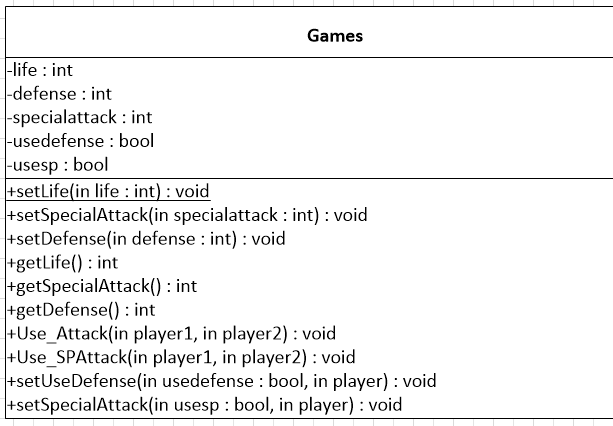 Games
-life : int
-defense : int
-specialattack : int
-usedefense : bool
-usesp : bool
+setLife(in life : int) : void
+setSpecialAttack(in specialattack : int) : void
+setDefense(in defense : int) : void
+getLife() : int
+getSpecialAttack() : int
+getDefense() : int
+Use_Attack(in player1, in player2) : void
+Use_SPAttack(in player1, in player2) : void
+setUseDefense(in usedefense : bool, in player) : void
+setSpecialAttack(in usesp : bool, in player) : void